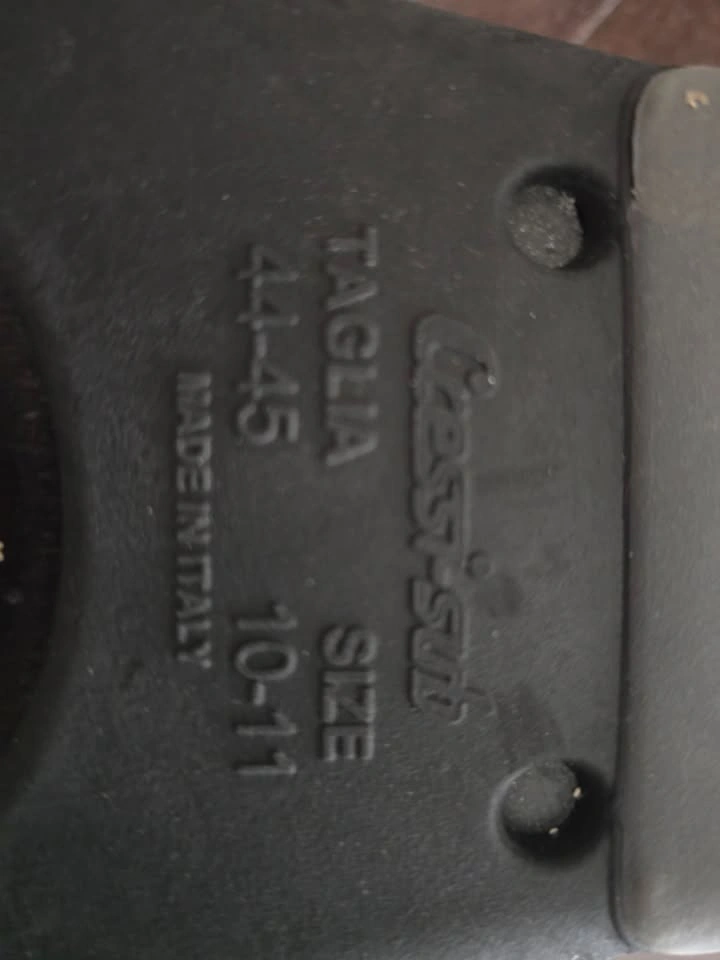 Cressi-sub
TAGLIA SIZE
44-45 10-11
MADE IN ITALY